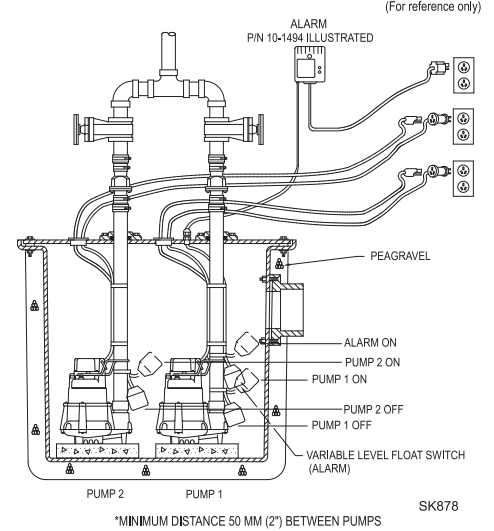 (For reference only)
ALARM
P/N 10-1494 ILLUSTRATED
PEAGRAVEL
ALARM ON
PUMP 2 ON
PUMP 1 ON
PUMP 2 OFF
PUMP 1 OFF
VARIABLE LEVEL FLOAT SWITCH
(ALARM)
PUMP 2
PUMP 1
SK878
*MINIMUM DISTANCE 50 MM (2") BETWEEN PUMPS